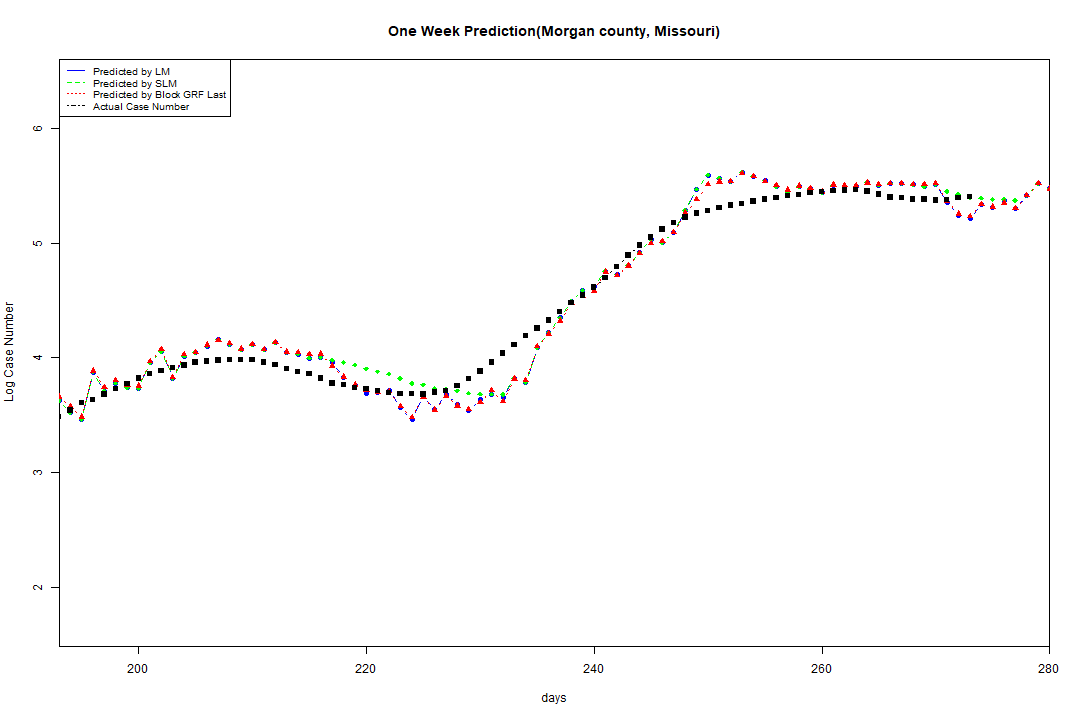 One Week Prediction(Morgan county, Missouri)
Predicted by LM
Predicted by SLM
Predicted by Block GRF Last
Actual Case Number
6
5
4
3
2
Log Case Number
200 220 240 260 280
days